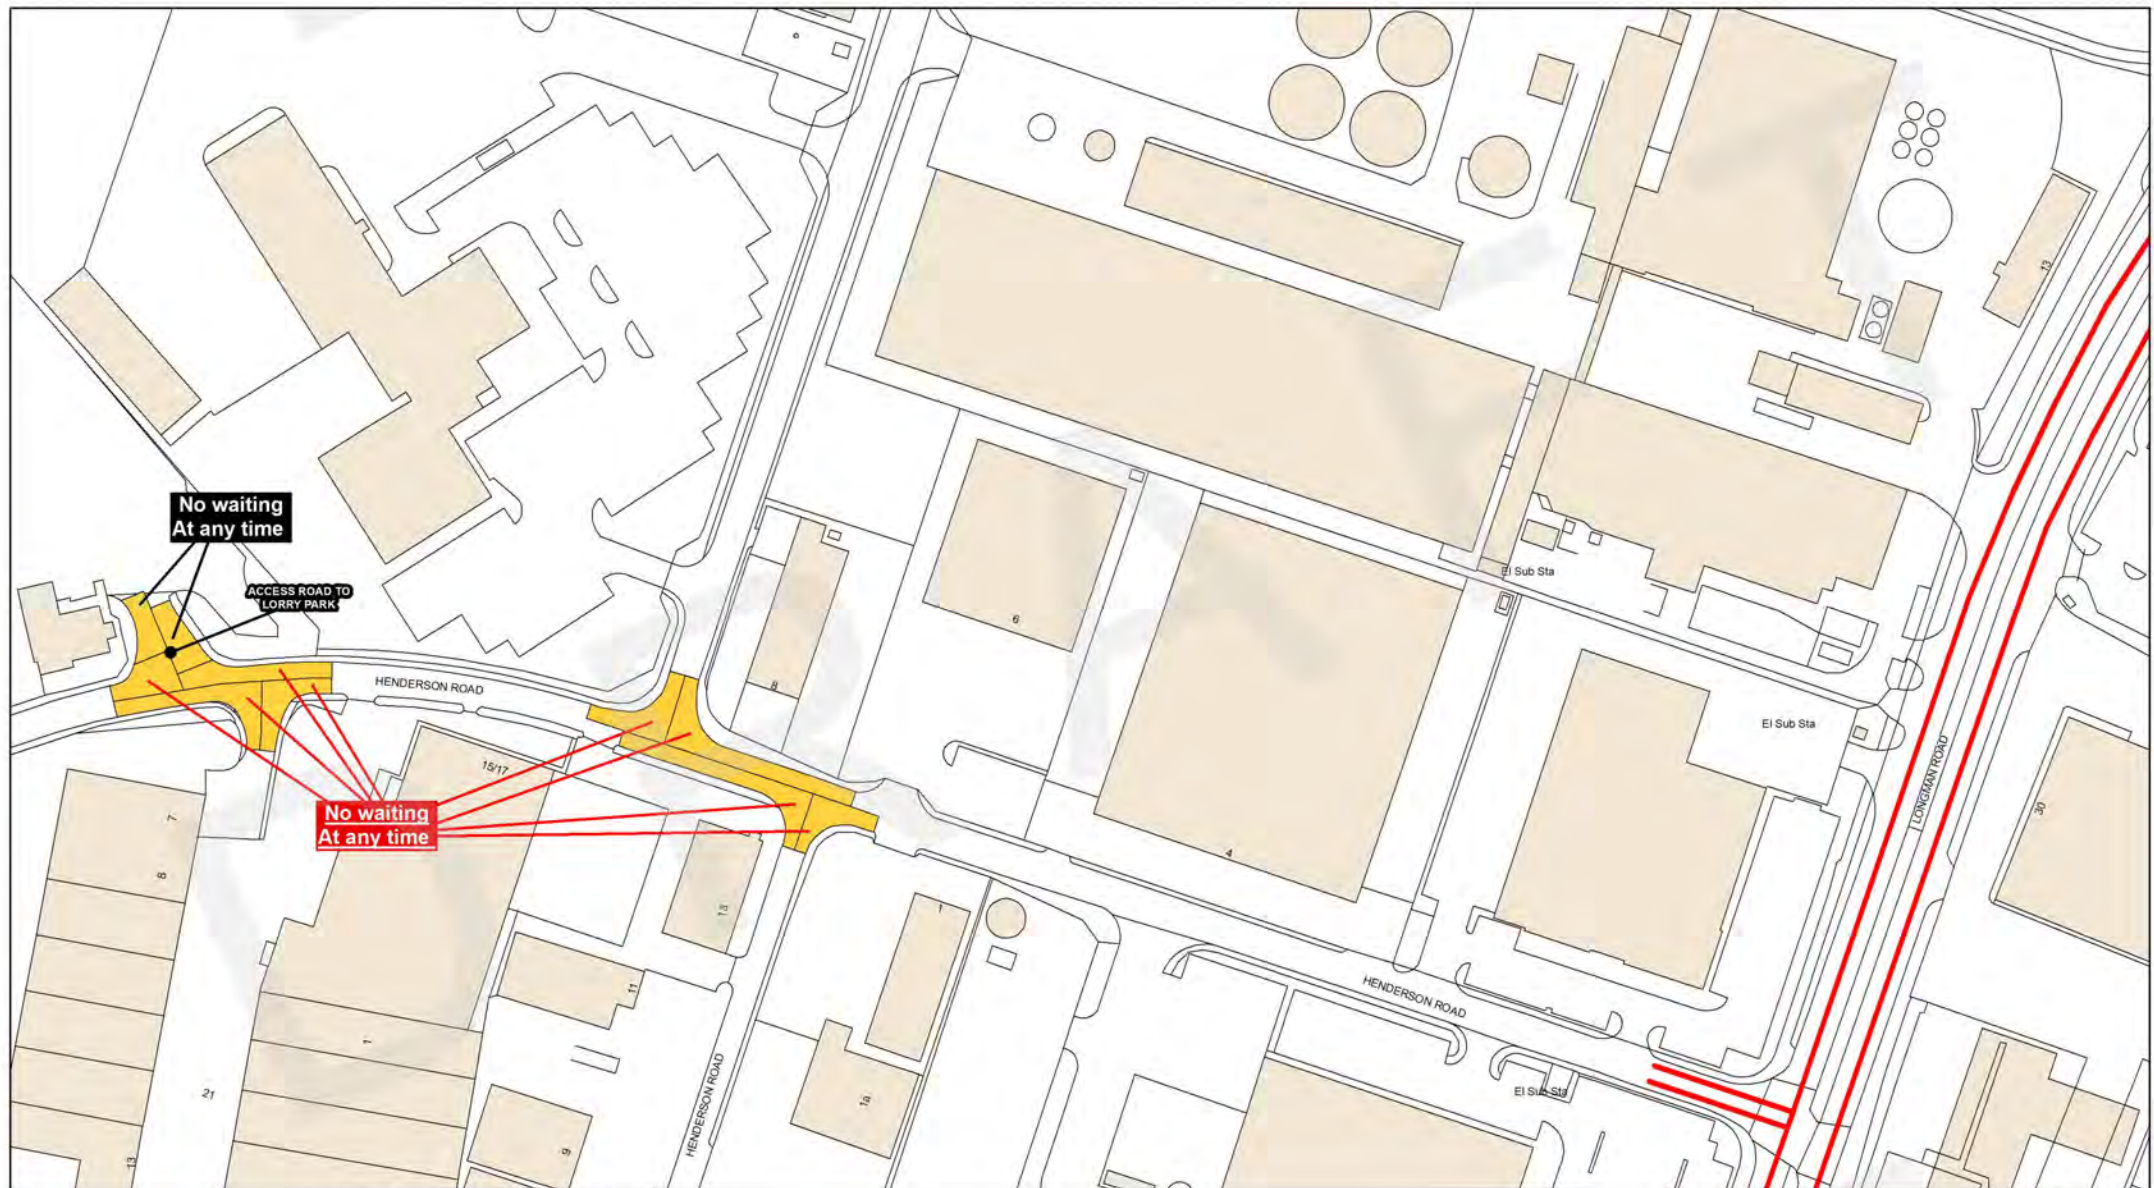 13
No waiting
At any time
ACCESS ROAD TO
LORRY PARK
El Sub Sta
6
HENDERSON ROAD
8
El Sub Sta
LONGMAN ROAD
15/17
30
No waiting
At any time
7
4
8
13
1
HENDERSON ROAD
11
1
El Sub Sta
21
1a
HENDERSON ROAD
9
13